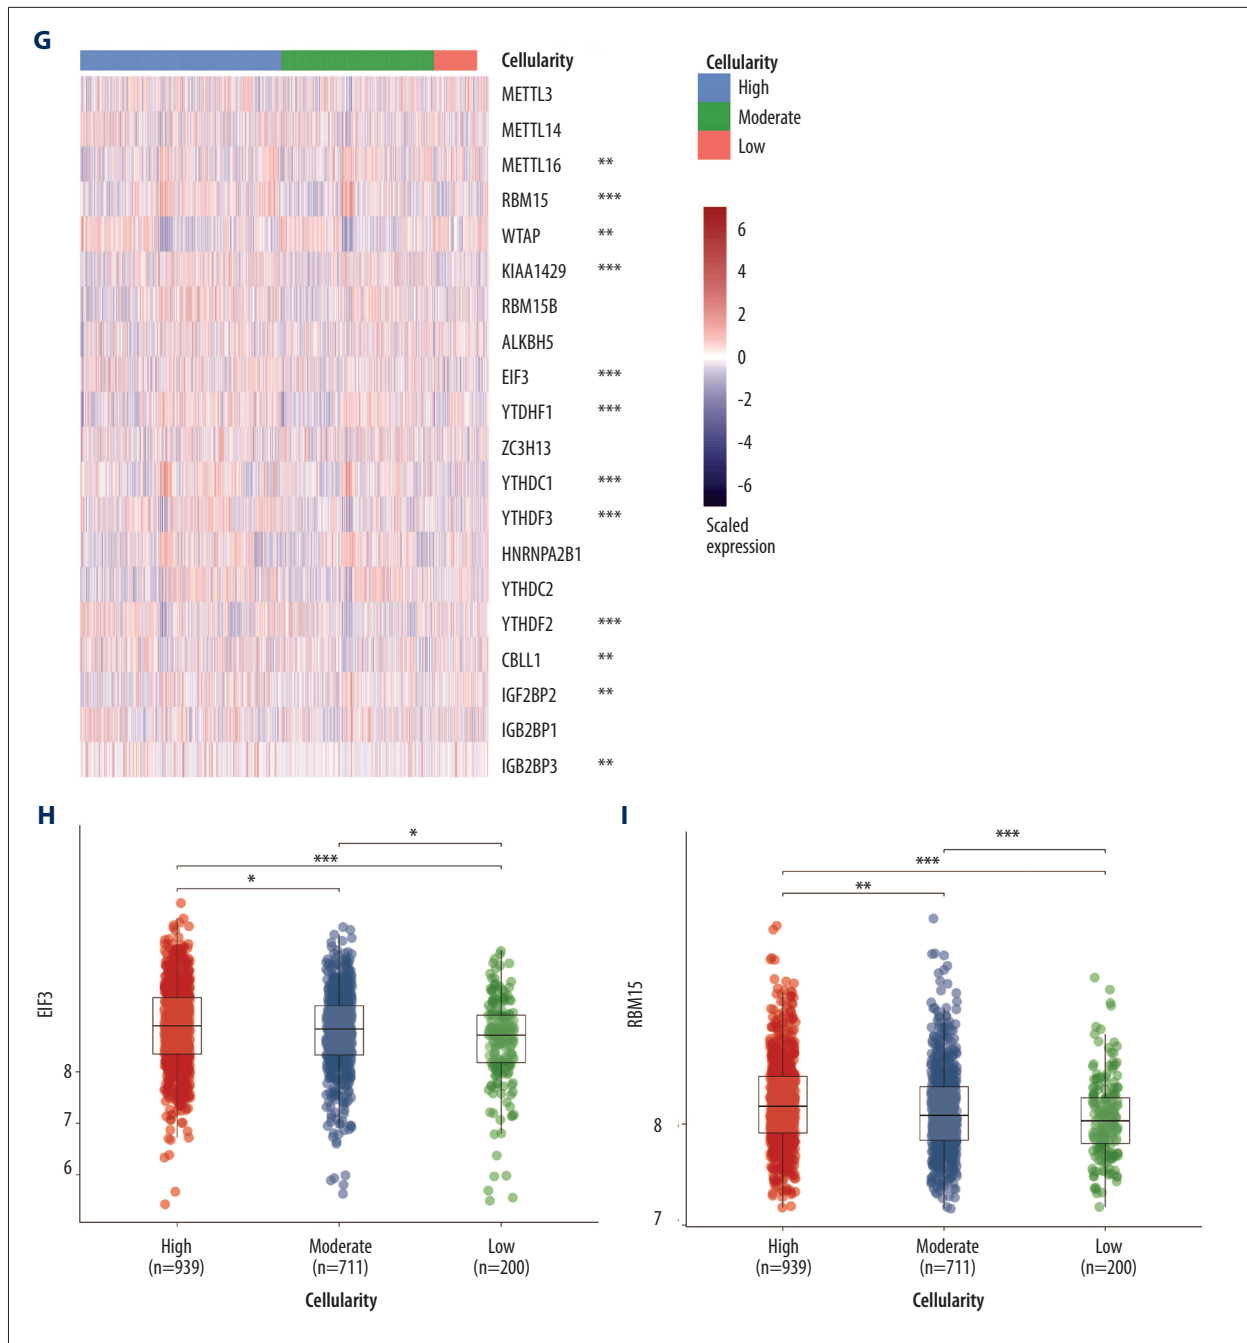 G
Cellularity
METTL3
METTL14
METTL16 **
RBM15 ***
WTAP **
KIAA1429 ***
RBM15B
ALKBH5
EIF3 ***
YTDHF1 ***
ZC3H13
YTHDC1 ***
YTHDF3 ***
HNRNPA2B1
YTHDC2
YTHDF2 ***
CBLL1 **
IGF2BP2 **
IGB2BP1
IGB2BP3 **
Cellularity
High
Moderate
Low
6
4
2
0
-2
-4
-6
Scaled
expression
H
*
***
*
EIF3
8
7
6
High
(n=939)
Moderate
(n=711)
Low
(n=200)
Cellularity
I
***
***
**
RBM15
8
7
High
(n=939)
Moderate
(n=711)
Low
(n=200)
Cellularity